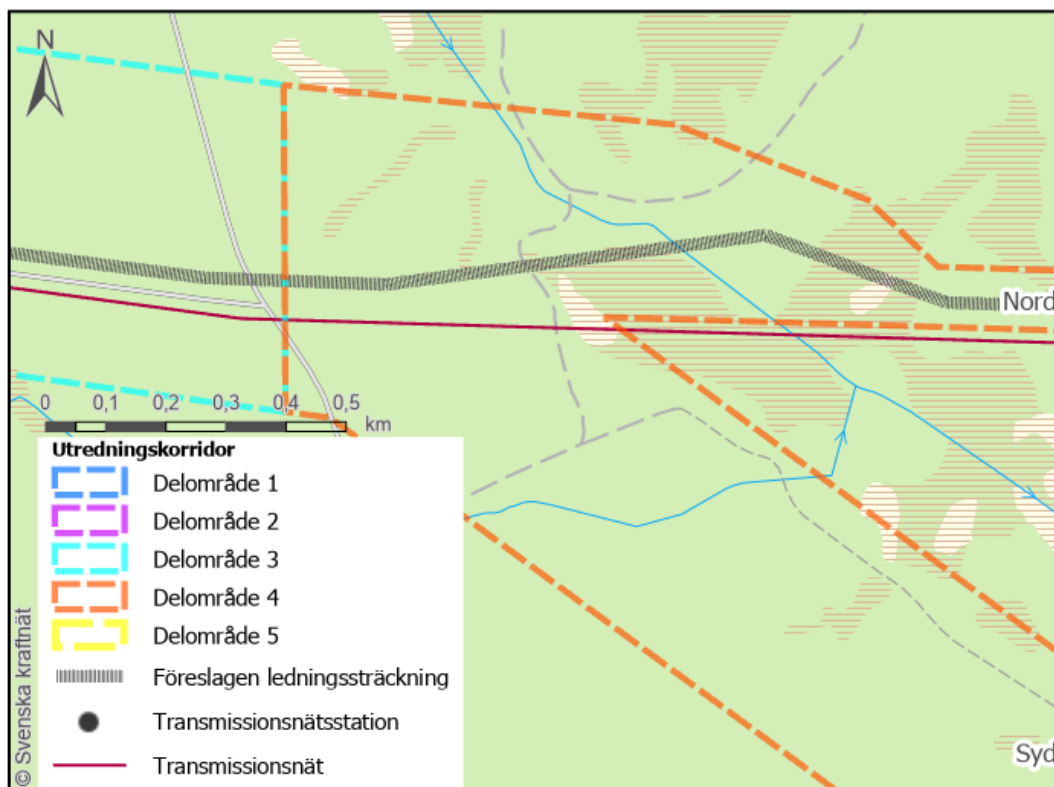 N
Nord
0 0,1 0,2 0,3 0,4 0,5
km
Utredningskorridor
Delområde 1
Delområde 2
Delområde 3
Delområde 4
Delområde 5
Föreslagen ledningssträckning
Transmissionsnätsstation
Transmissionsnät
© Svenska kraftnät
Syd